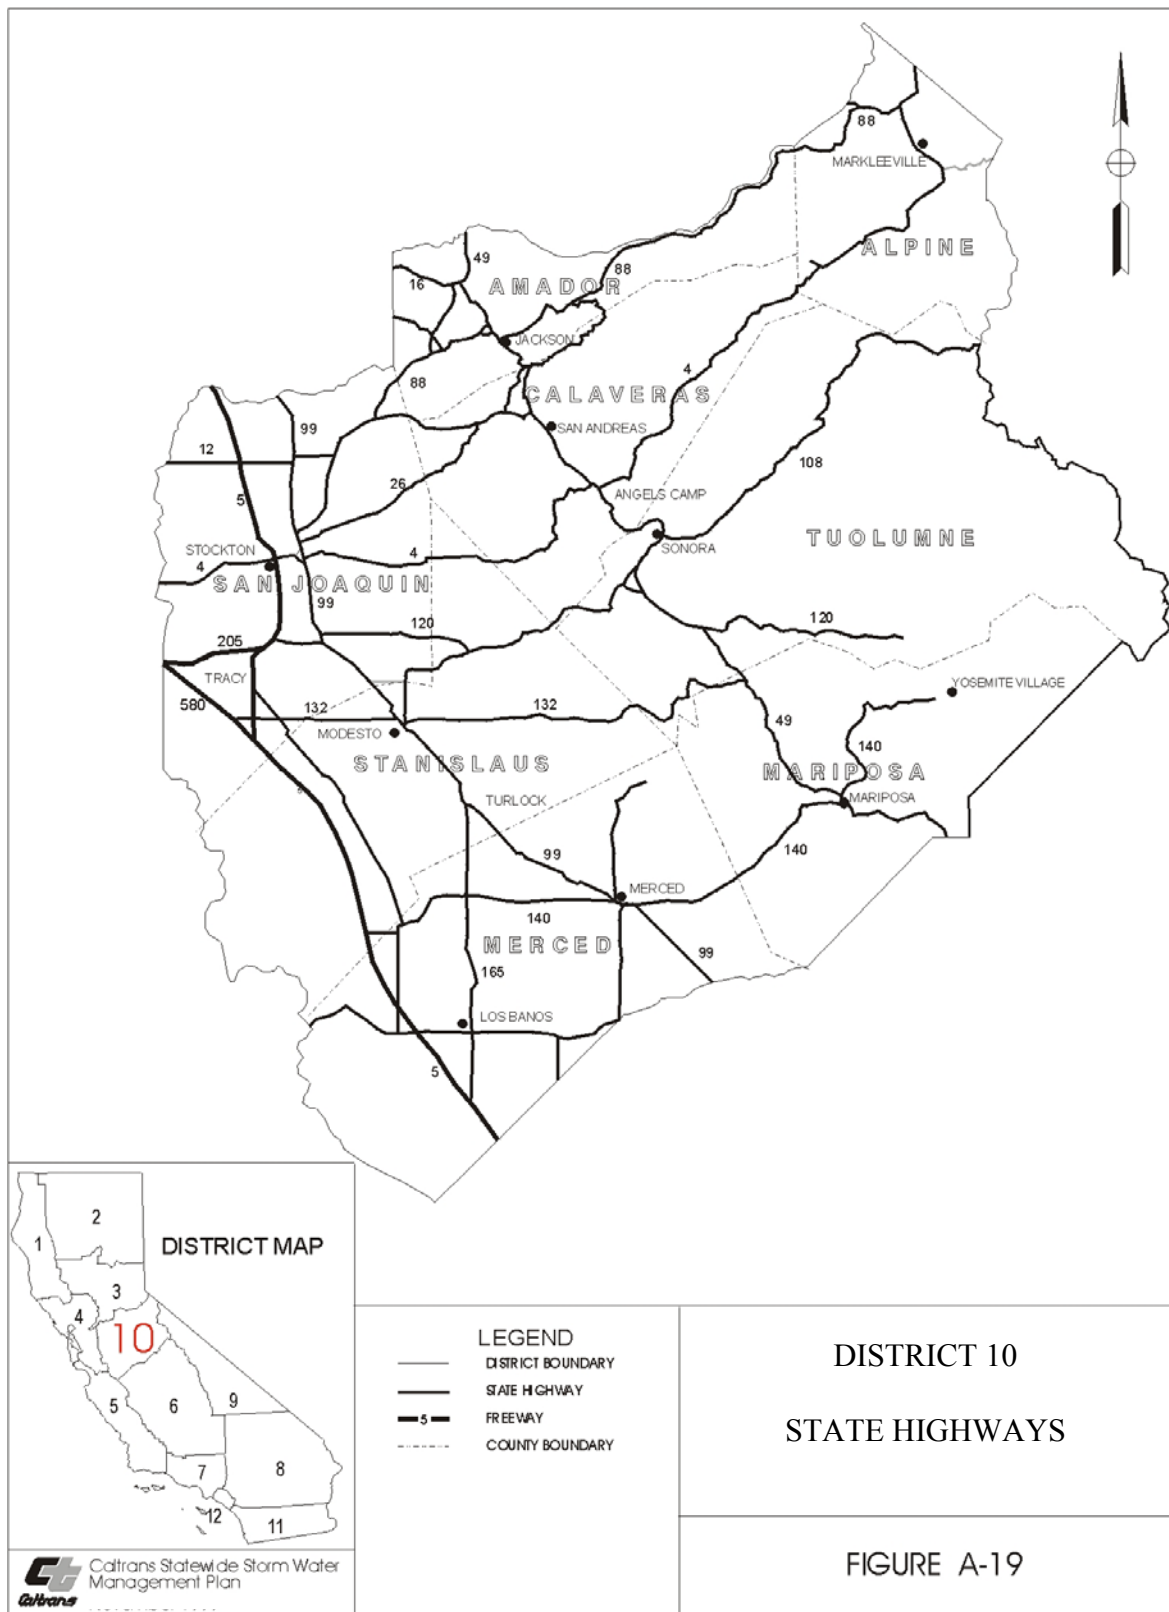 88
MARKLEEVILLE
ALPINE
49
88
16
AMADOR
JACKSON
4
88
CALAVERAS
99
SAN ANDREAS
12
108
26
5
ANGELS CAMP
TUOLUMNE
STOCKTON
4
SONORA
4
SAN JOAQUIN
99
120
120
205
TRACY
YOSEMITE VILLAGE
580
132
132
49
MODESTO
140
STANISLAUS
MARIPOSA
TURLOCK
MARIPOSA
99
140
MERCED
140
MERCED
99
165
LOS BANOS
5
DISTRICT MAP
1
2
3
4
10
5
6
9
7
8
12
11
LEGEND
DISTRICT BOUNDARY
STATE HIGHWAY
5 FREEWAY
COUNTY BOUNDARY
DISTRICT 10
STATE HIGHWAYS
FIGURE A-19
Ct
Caltrans
Caltrans Statewide Storm Water
Management Plan